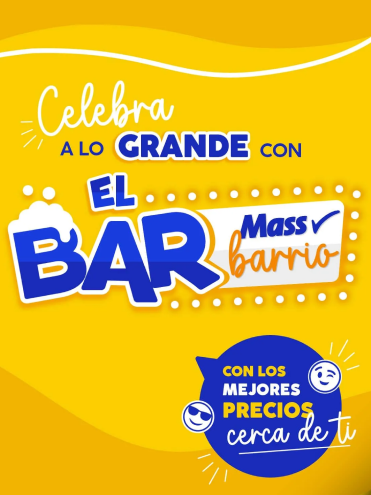 Celebra
A LO GRANDE CON
EL
BAR Mass
barrio
CON LOS
MEJORES
PRECIOS
cerca de ti